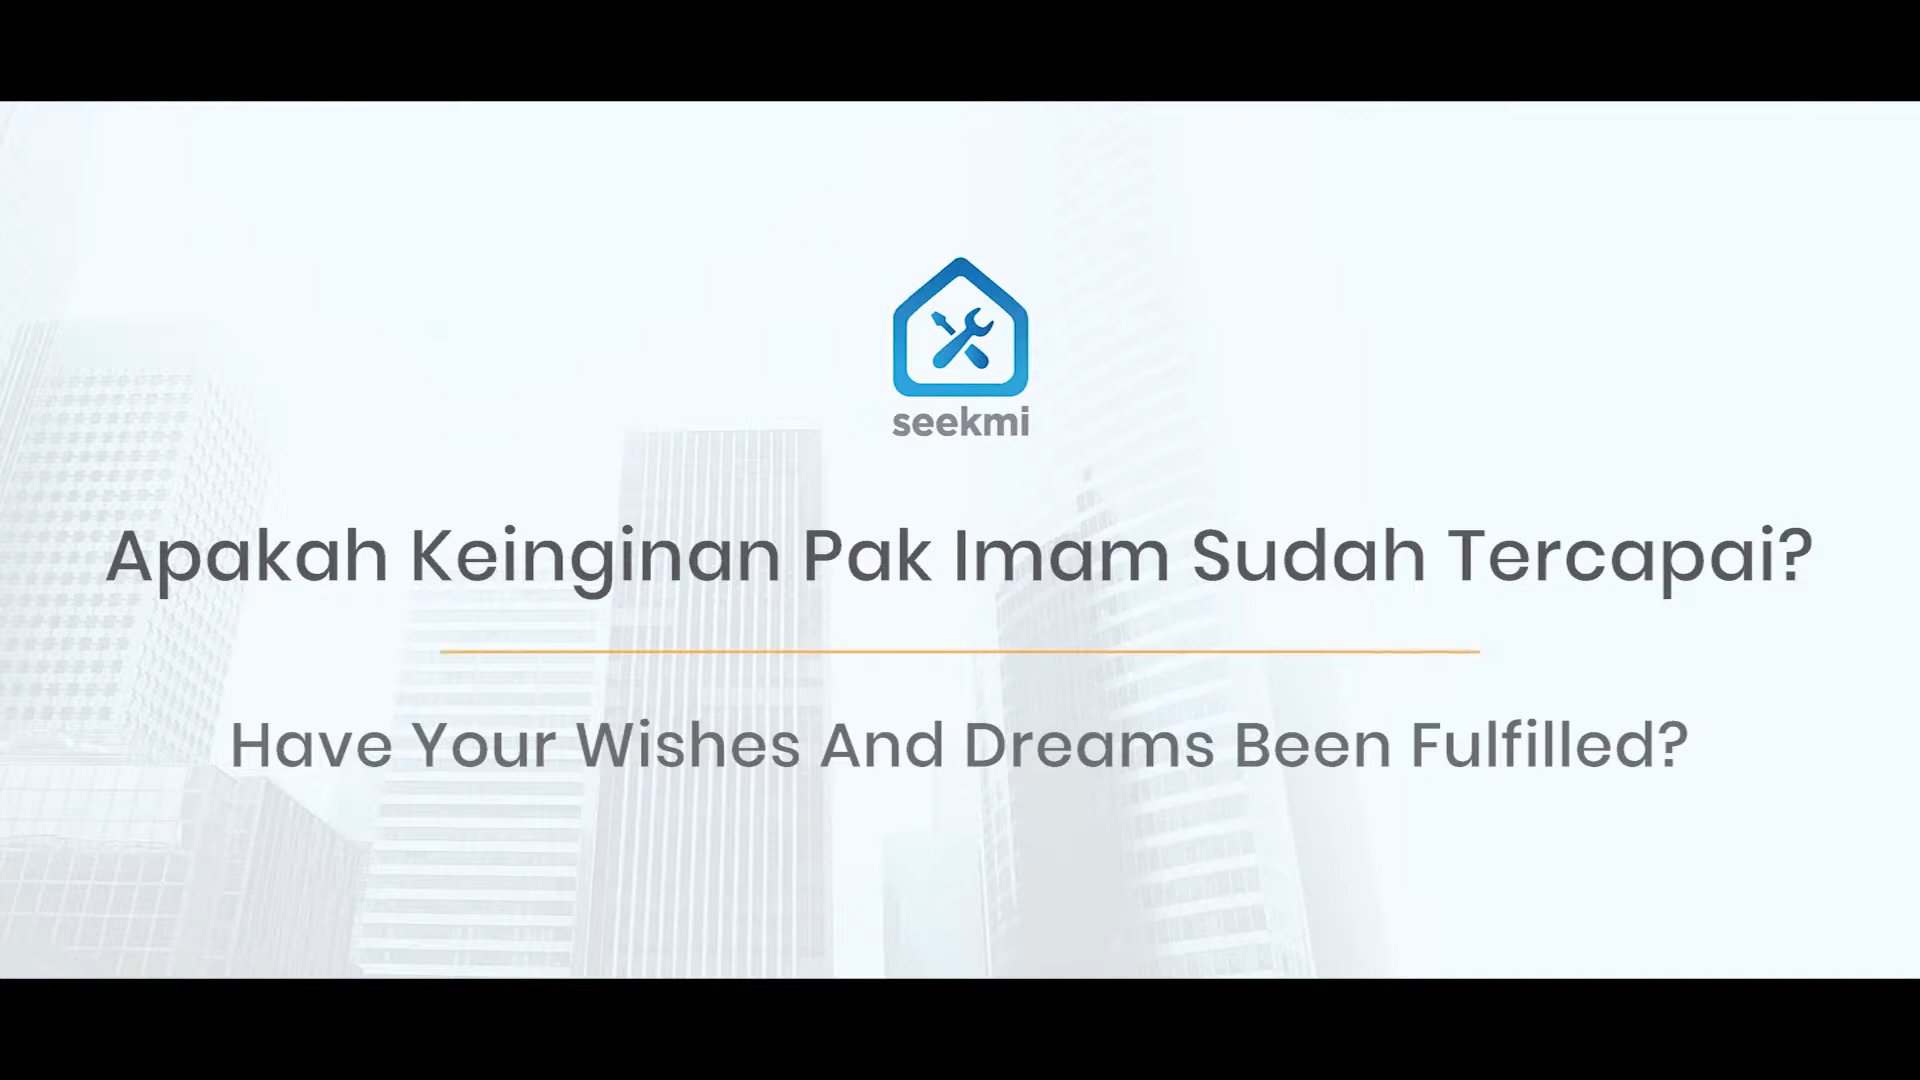 seekmi
Apakah Keinginan Pak Imam Sudah Tercapai?
Have Your Wishes And Dreams Been Fulfilled?